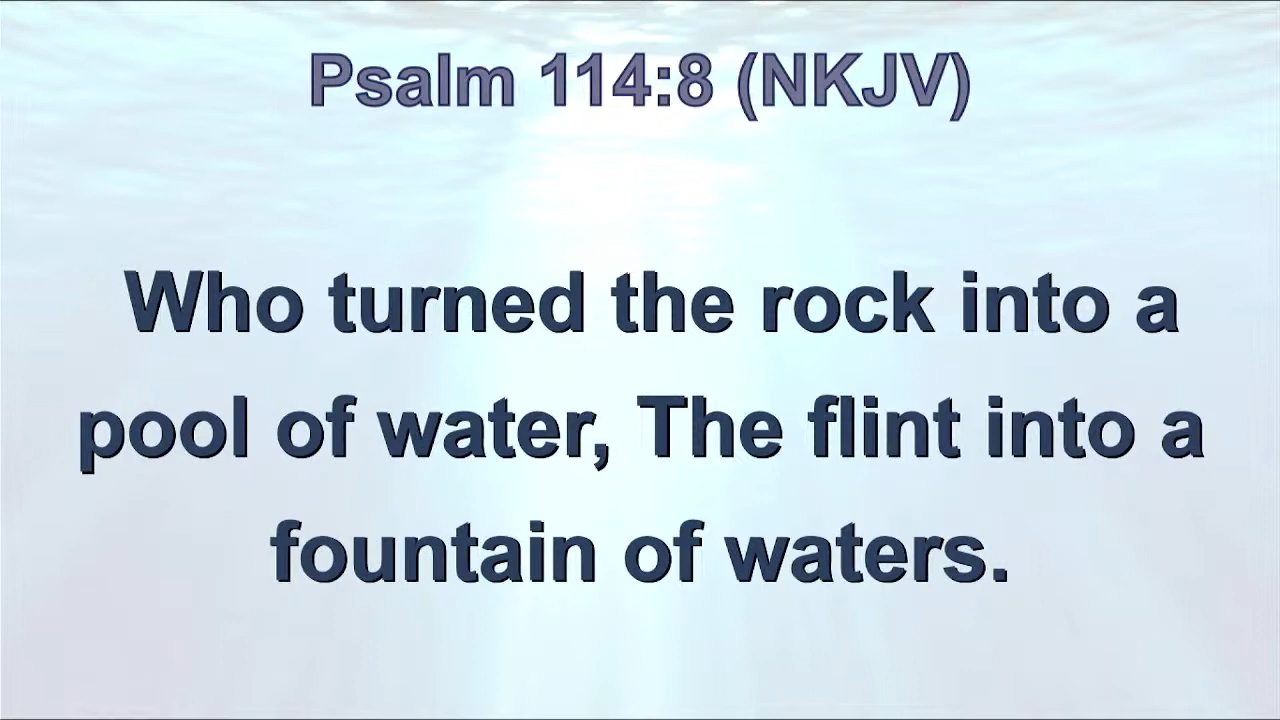 Psalm 114:8 (NKJV)
Who turned the rock into a
pool of water, The flint into a
fountain of waters.